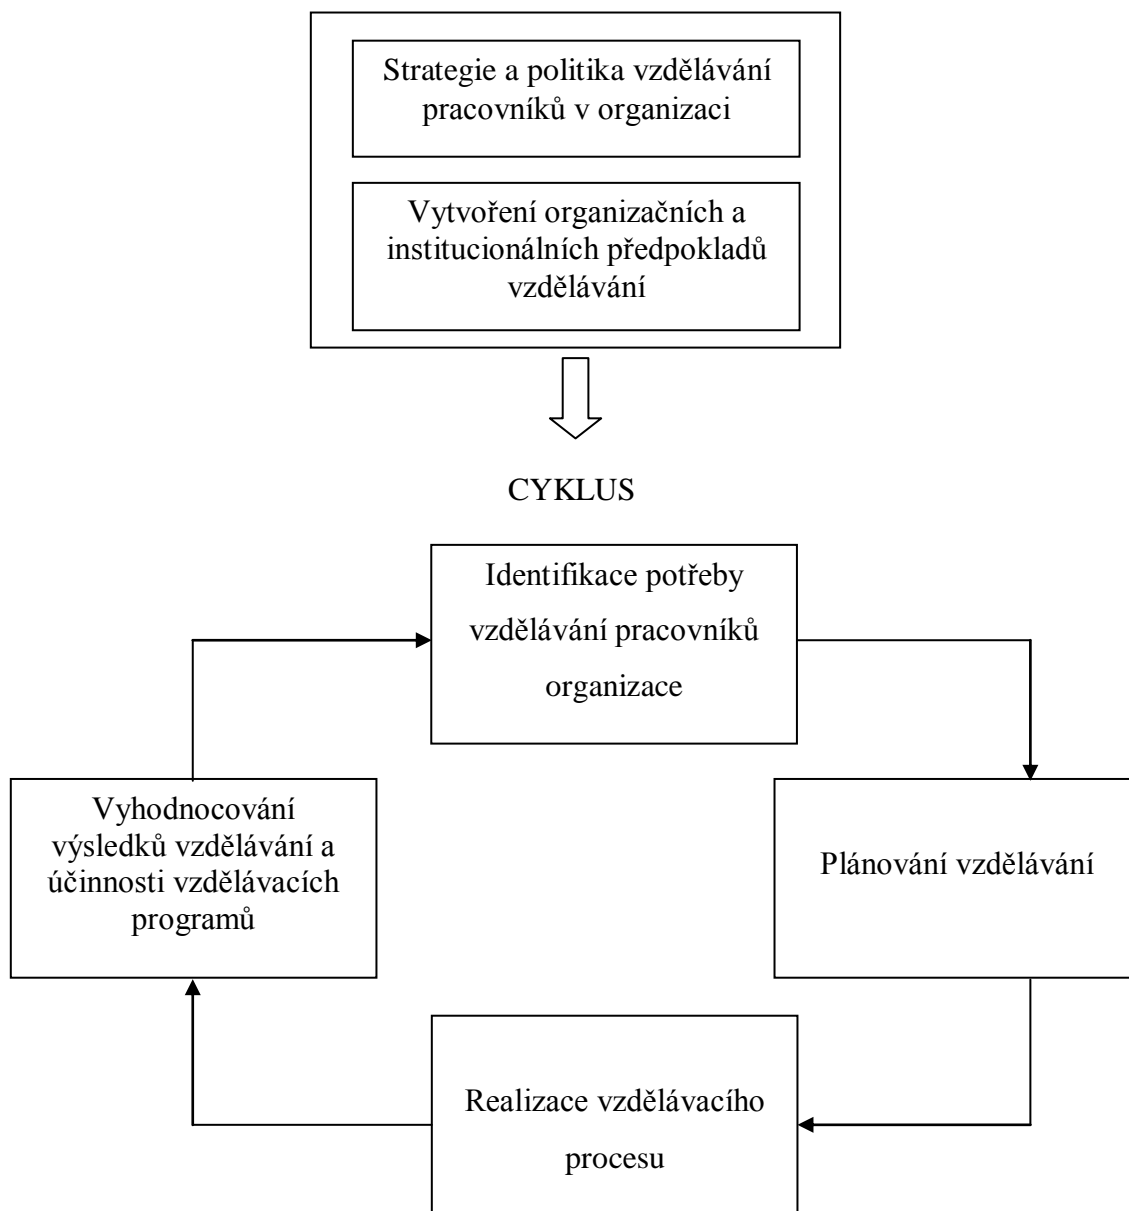 Strategie a politika vzdělávání
pracovníků v organizaci
Vytvoření organizačních a
institucionálních předpokladů
vzdělávání
CYKLUS
Identifikace potřeby
vzdělávání pracovníků
organizace
Vyhodnocování
výsledků vzdělávání a
účinnosti vzdělávacích
programů
Plánování vzdělávání
Realizace vzdělávacího
procesu